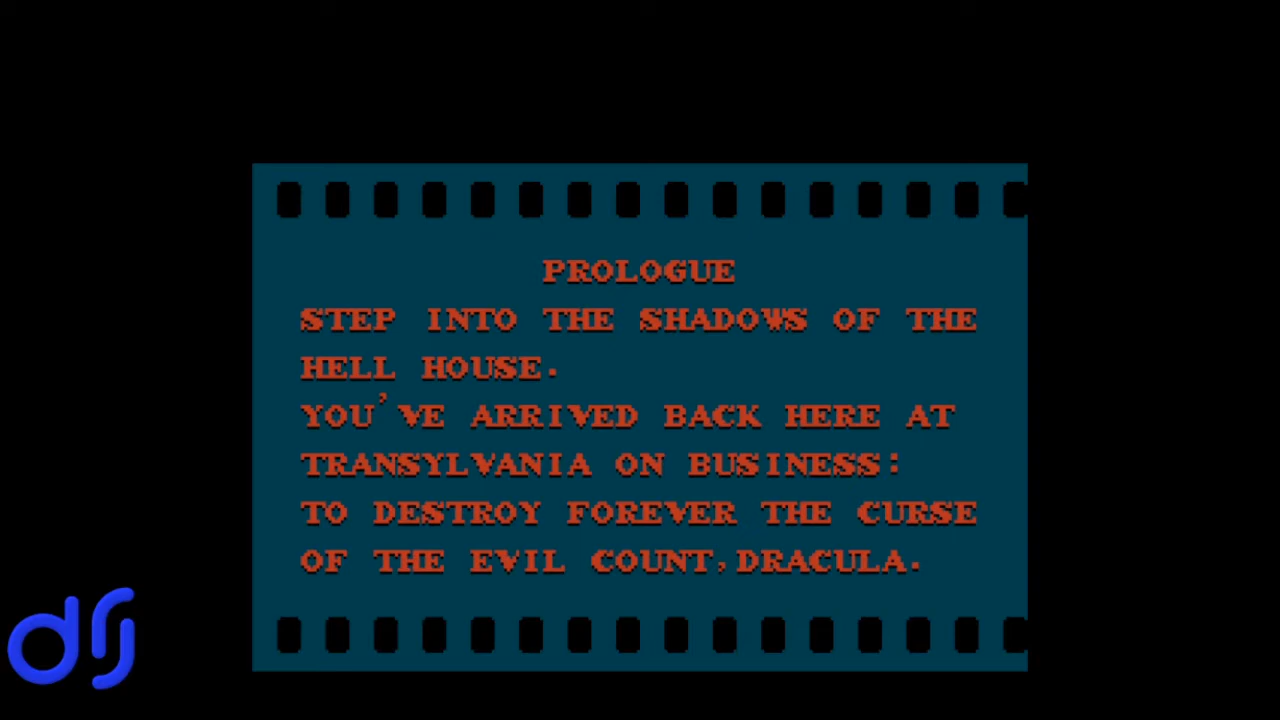 PROLOGUE
STEP INTO THE SHADOWS OF THE
HELL HOUSE.
YOU'VE ARRIVED BACK HERE AT
TRANSYLVANIA ON BUSINESS:
TO DESTROY FOREVER THE CURSE
OF THE EVIL COUNT,DRACULA.